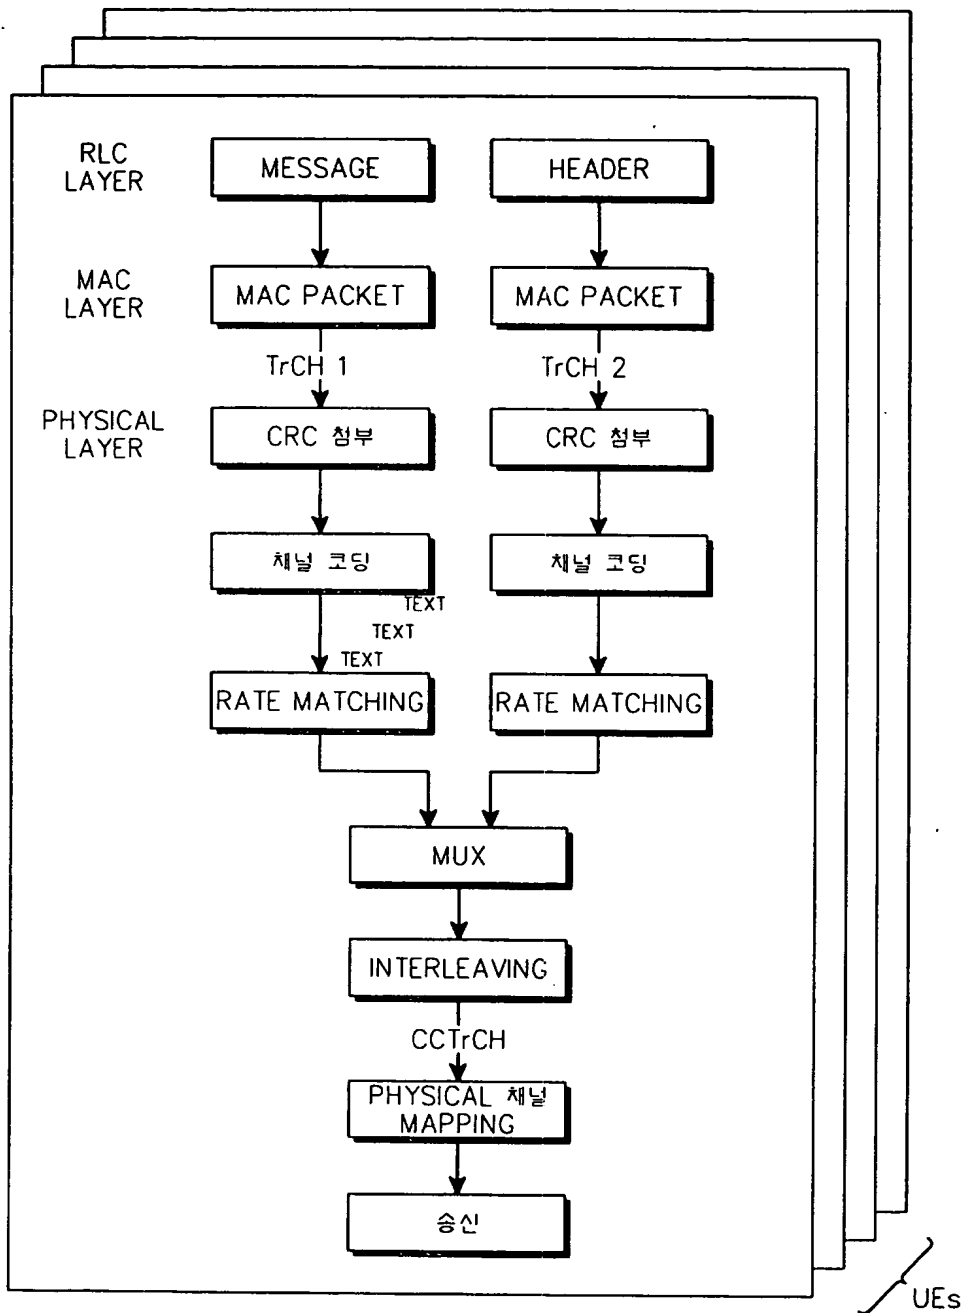 RLC
LAYER
MESSAGE
HEADER
MAC
LAYER
MAC PACKET
MAC PACKET
TrCH 1
TrCH 2
PHYSICAL
LAYER
CRC 첨부
CRC 첨부
채널 코딩
채널 코딩
TEXT
TEXT
TEXT
RATE MATCHING
RATE MATCHING
MUX
INTERLEAVING
CCTrCH
PHYSICAL 채널
MAPPING
송신
UEs